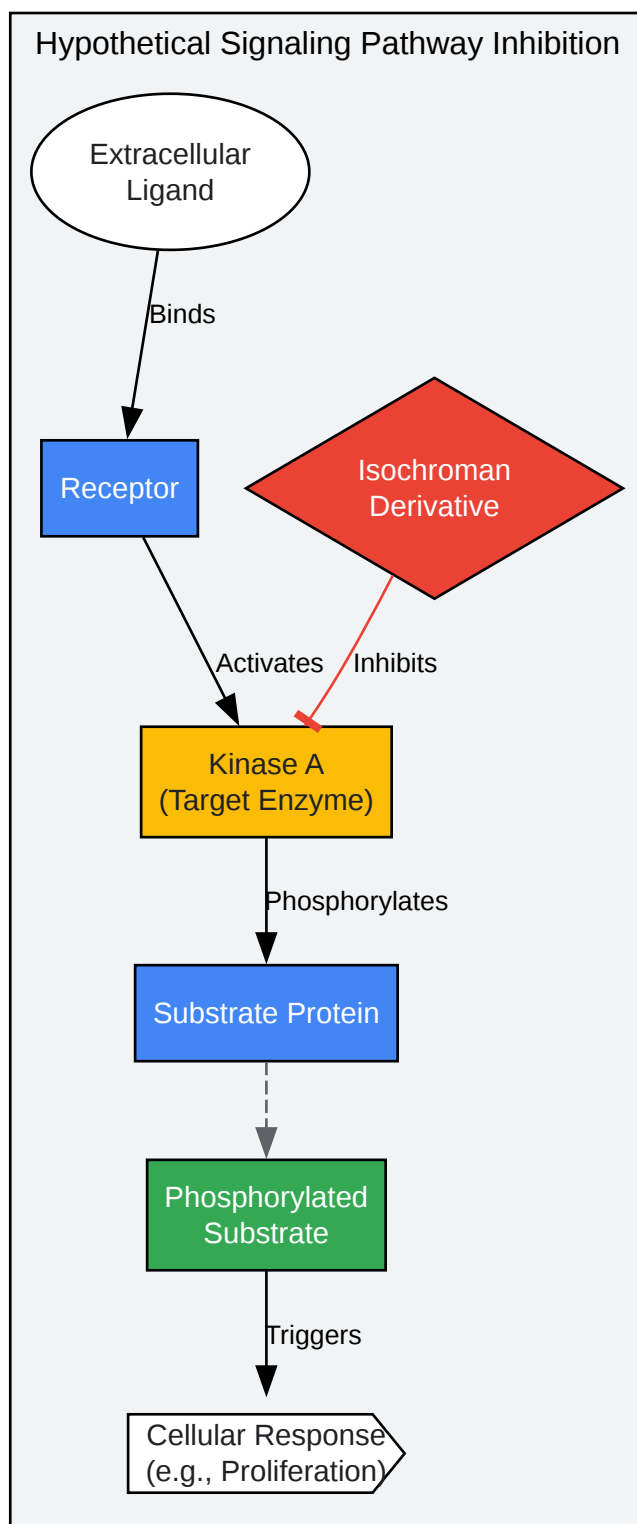 Hypothetical Signaling Pathway Inhibition
Extracellular
Ligand
Binds
Receptor
Isochroman
Derivative
Activates
Inhibits
Kinase A
(Target Enzyme)
Phosphorylates
Substrate Protein
Phosphorylated
Substrate
Triggers
Cellular Response
(e.g., Proliferation)